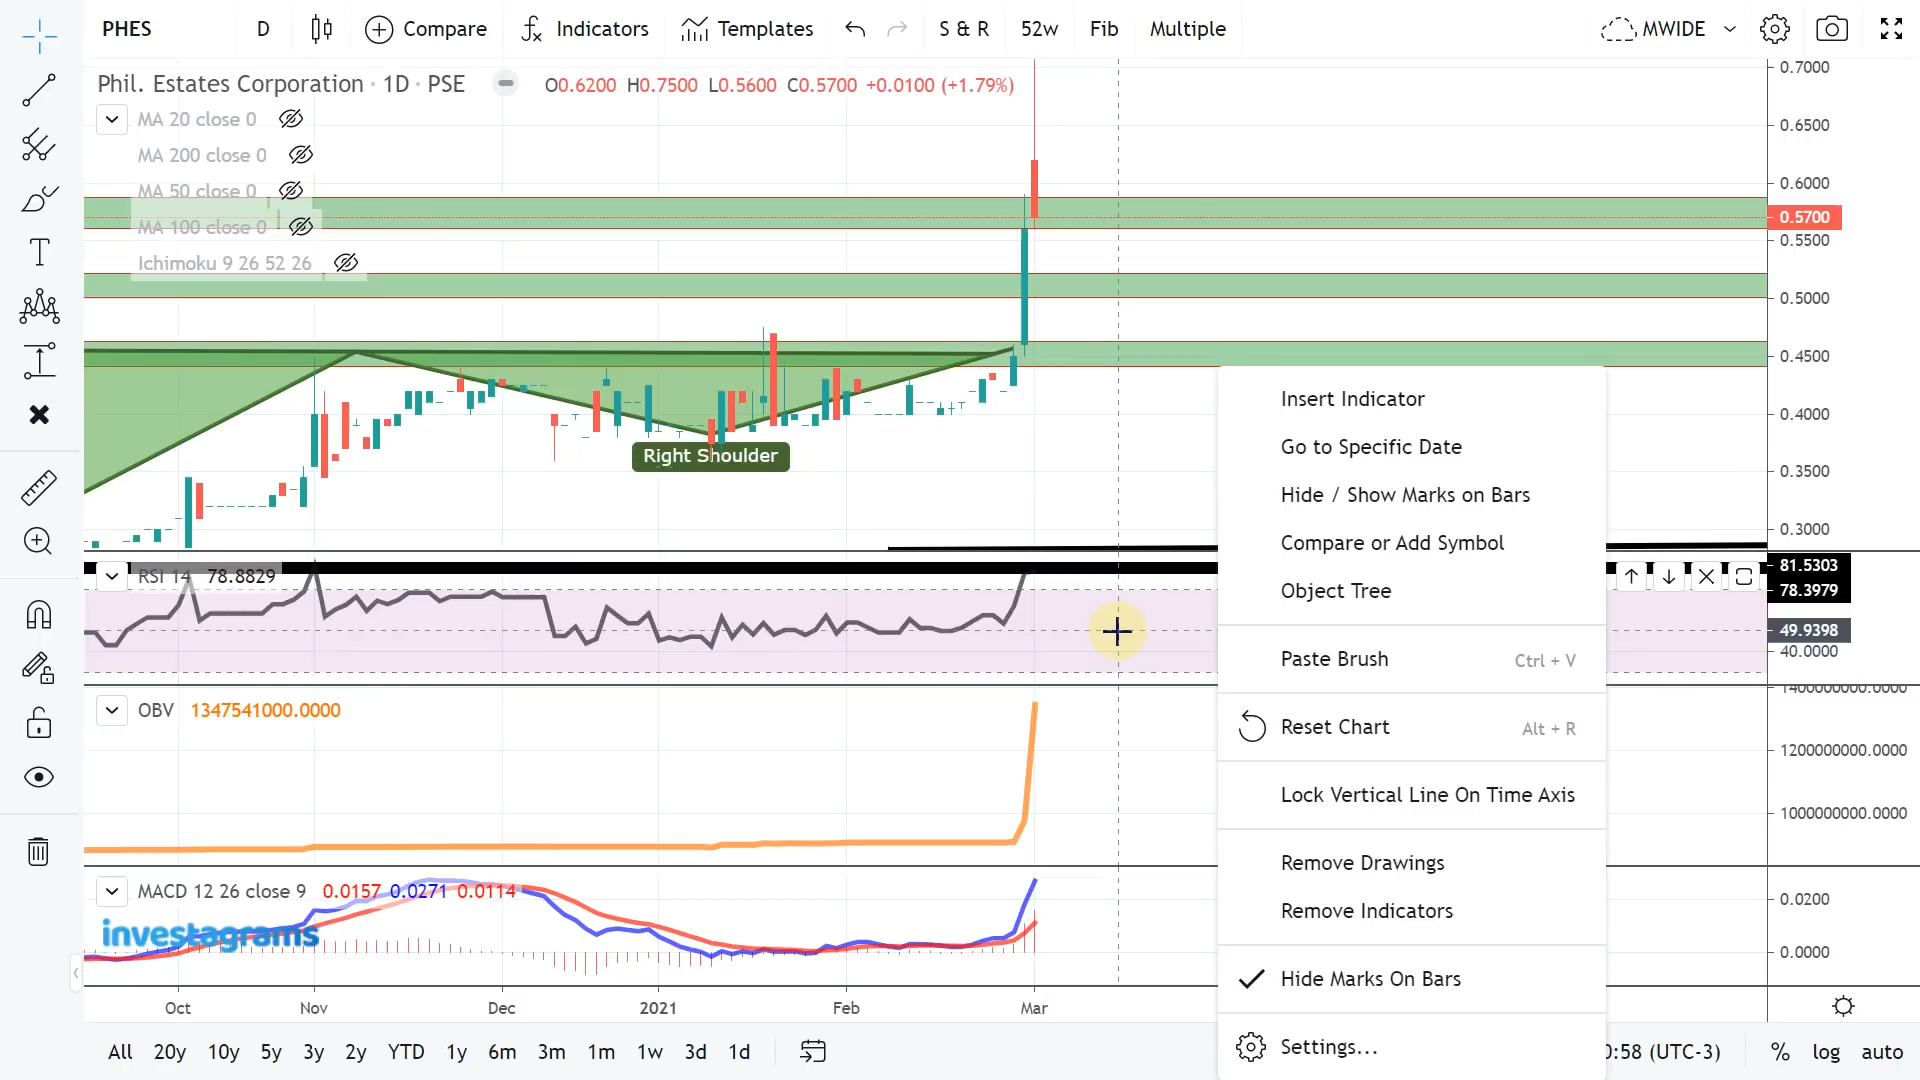 PHES D Compare Indicators Templates S & R 52w Fib Multiple MWIDE
Phil. Estates Corporation · 1D · PSE O0.6200 H0.7500 L0.5600 C0.5700 +0.0100 (+1.79%)
MA 20 close 0
MA 200 close 0
MA 50 close 0
MA 100 close 0
Ichimoku 9 26 52 26
0.7000
0.6500
0.6000
0.5700
0.5500
0.5000
0.4500
0.4000
0.3500
0.3000
Right Shoulder
RSI 14 78.8829
81.5303
78.3979
49.9398
40.0000
OBV 1347541000.0000
1400000000.0000
1200000000.0000
1000000000.0000
MACD 12 26 close 9 0.0157 0.0271 0.0114
0.0200
0.0000
investagrams
Insert Indicator
Go to Specific Date
Hide / Show Marks on Bars
Compare or Add Symbol
Object Tree
Paste Brush Ctrl + V
Reset Chart Alt + R
Lock Vertical Line On Time Axis
Remove Drawings
Remove Indicators
Hide Marks On Bars
Settings...
Oct Nov Dec 2021 Feb Mar
All 20y 10y 5y 3y 2y YTD 1y 6m 3m 1m 1w 3d 1d :58 (UTC-3) % log auto